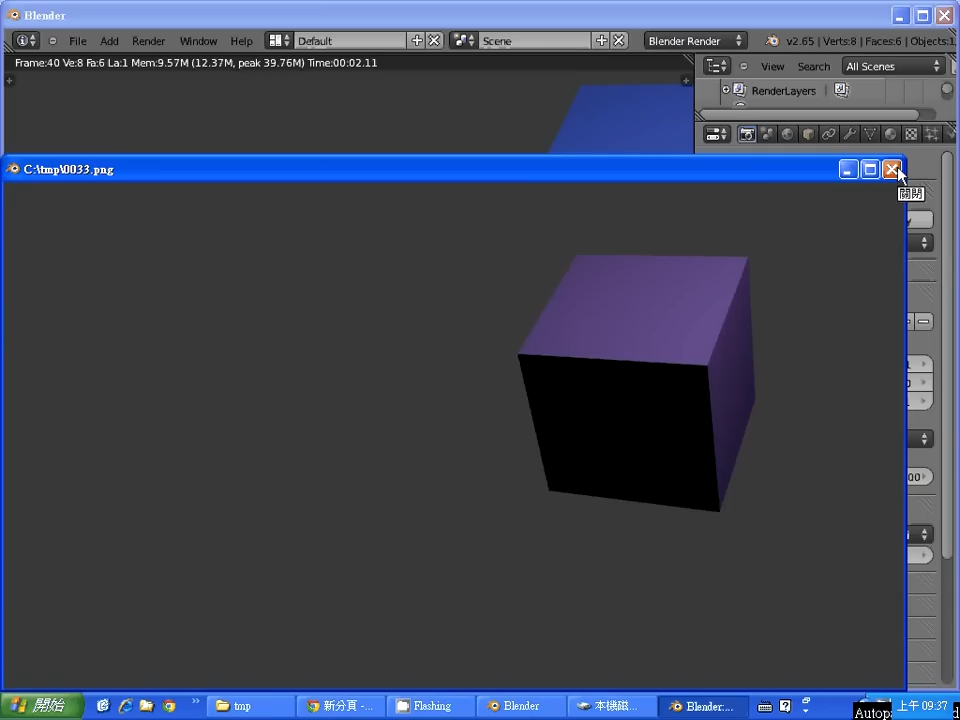 Blender
File Add Render Window Help Default Scene Blender Render v2.65 | Verts:8 | Faces:6 | Objects:1
Frame:40 Ve:8 Fa:6 La:1 Mem:9.57M (12.37M, peak 39.76M) Time:00:02.11
View Search All Scenes
RenderLayers
C:\tmp\0033.png
關閉
開始 tmp 新分頁 -... Flashing Blender 本機磁... Blender:... 上午 09:37